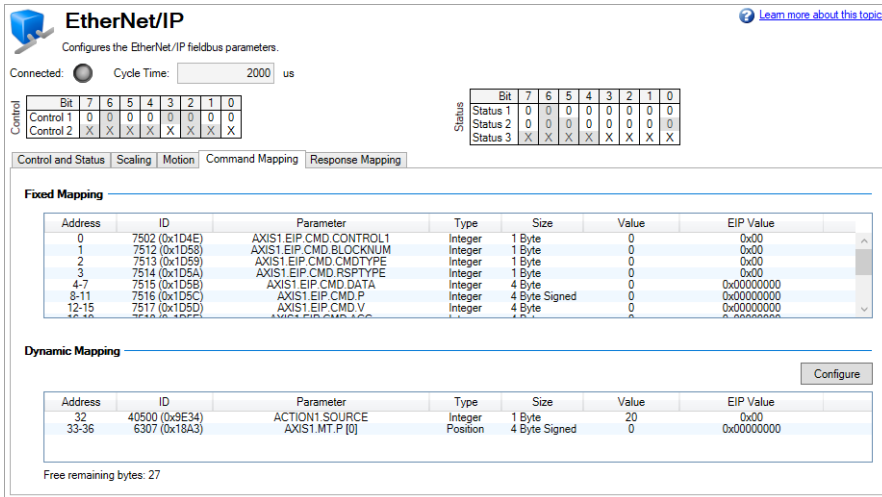 EtherNet/IP
Learn more about this topic
Configures the EtherNet/IP fieldbus parameters.
Connected: Cycle Time: 2000 us
Control
Bit 7 6 5 4 3 2 1 0
Control 1 0 0 0 0 0 0 0 0
Control 2 X X X X X X X X
Status
Bit 7 6 5 4 3 2 1 0
Status 1 0 0 0 0 0 0 0 0
Status 2 0 0 0 0 0 0 0 0
Status 3 X X X X X X X X
Control and Status Scaling Motion Command Mapping Response Mapping
Fixed Mapping
Address ID Parameter Type Size Value EIP Value
0 7502 (0x1D4E) AXIS1.EIP.CMD.CONTROL1 Integer 1 Byte 0 0x00
1 7512 (0x1D58) AXIS1.EIP.CMD.BLOCKNUM Integer 1 Byte 0 0x00
2 7513 (0x1D59) AXIS1.EIP.CMD.CMDTYPE Integer 1 Byte 0 0x00
3 7514 (0x1D5A) AXIS1.EIP.CMD.RSPTYPE Integer 1 Byte 0 0x00
4-7 7515 (0x1D5B) AXIS1.EIP.CMD.DATA Integer 4 Byte 0 0x00000000
8-11 7516 (0x1D5C) AXIS1.EIP.CMD.P Integer 4 Byte Signed 0 0x00000000
12-15 7517 (0x1D5D) AXIS1.EIP.CMD.V Integer 4 Byte 0 0x00000000
Dynamic Mapping
Configure
Address ID Parameter Type Size Value EIP Value
32 40500 (0x9E34) ACTION1.SOURCE Integer 1 Byte 20 0x00
33-36 6307 (0x18A3) AXIS1.MT.P [0] Position 4 Byte Signed 0 0x00000000
Free remaining bytes: 27